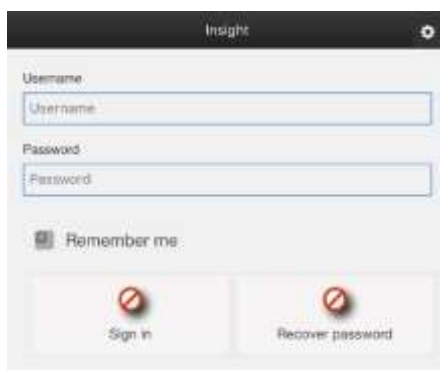 Insight
Username
Username
Password
Password
Remember me
Sign in
Recover password